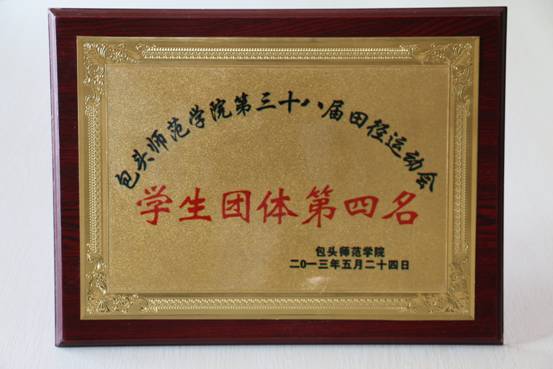 包头师范学院第三十八届田径运动会
学生团体第四名
包头师范学院
二0一三年五月二十四日